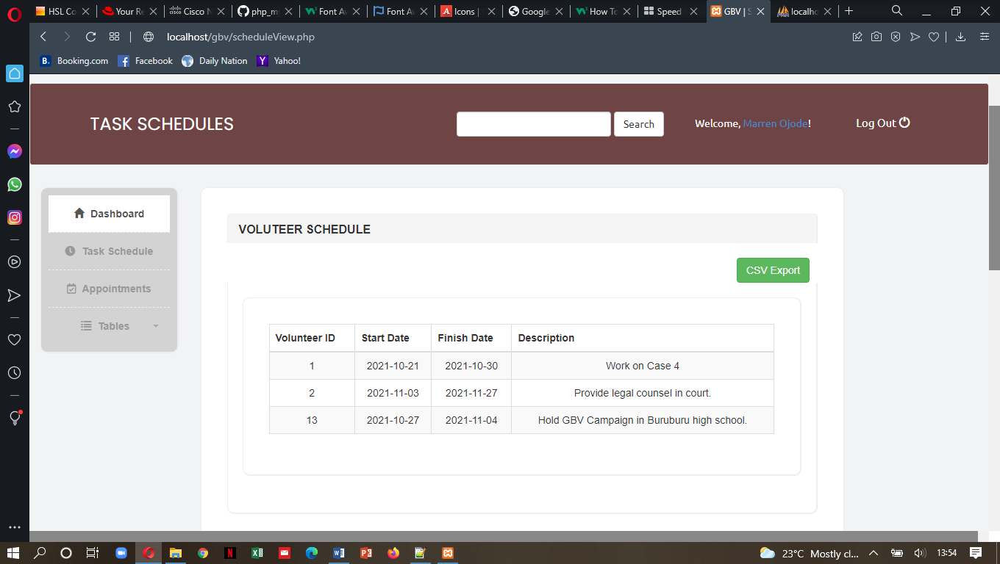 HSL Co
Your Re
Cisco N
php_my
Font Av
Font Av
Icons |
Google
How To
Speed
GBV | S
localho
localhost/gbv/scheduleView.php
B. Booking.com
Facebook
Daily Nation
Y Yahoo!
TASK SCHEDULES
Search
Welcome, Marren Ojode!
Log Out
Dashboard
Task Schedule
Appointments
Tables
VOLUTEER SCHEDULE
CSV Export
Volunteer ID Start Date Finish Date Description
1 2021-10-21 2021-10-30 Work on Case 4
2 2021-11-03 2021-11-27 Provide legal counsel in court.
13 2021-10-27 2021-11-04 Hold GBV Campaign in Buruburu high school.
23°C Mostly cl...
13:54